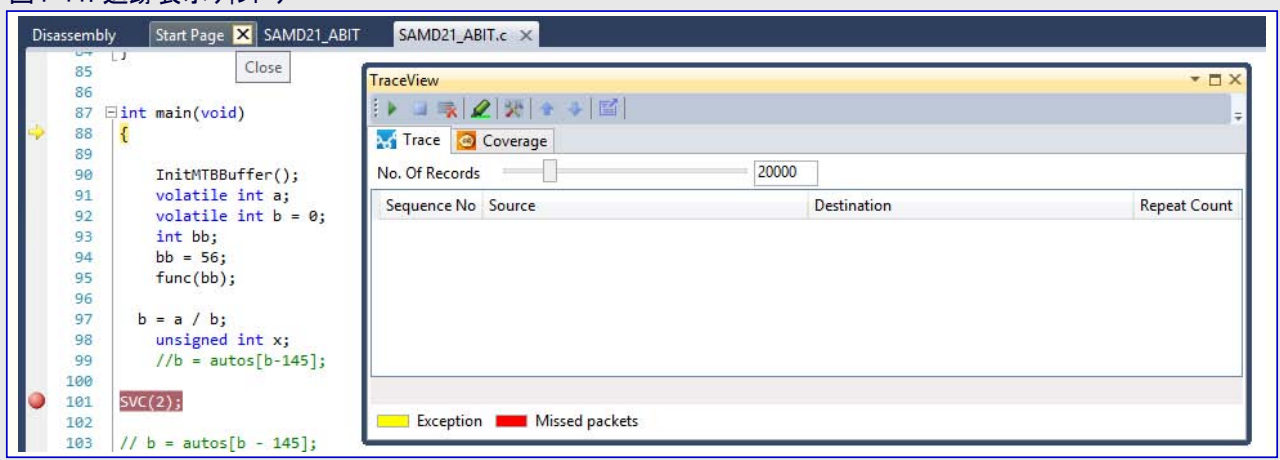 Disassembly Start Page SAMD21_ABIT SAMD21_ABIT.c
Close
85
86
87 int main(void)
88 {
89
90 InitMTBBuffer();
91 volatile int a;
92 volatile int b = 0;
93 int bb;
94 bb = 56;
95 func(bb);
96
97 b = a / b;
98 unsigned int x;
99 //b = autos[b-145];
100
101 SVC(2);
102
103 // b = autos[b - 145];
TraceView
Trace Coverage
No. Of Records 20000
Sequence No Source Destination Repeat Count
Exception Missed packets